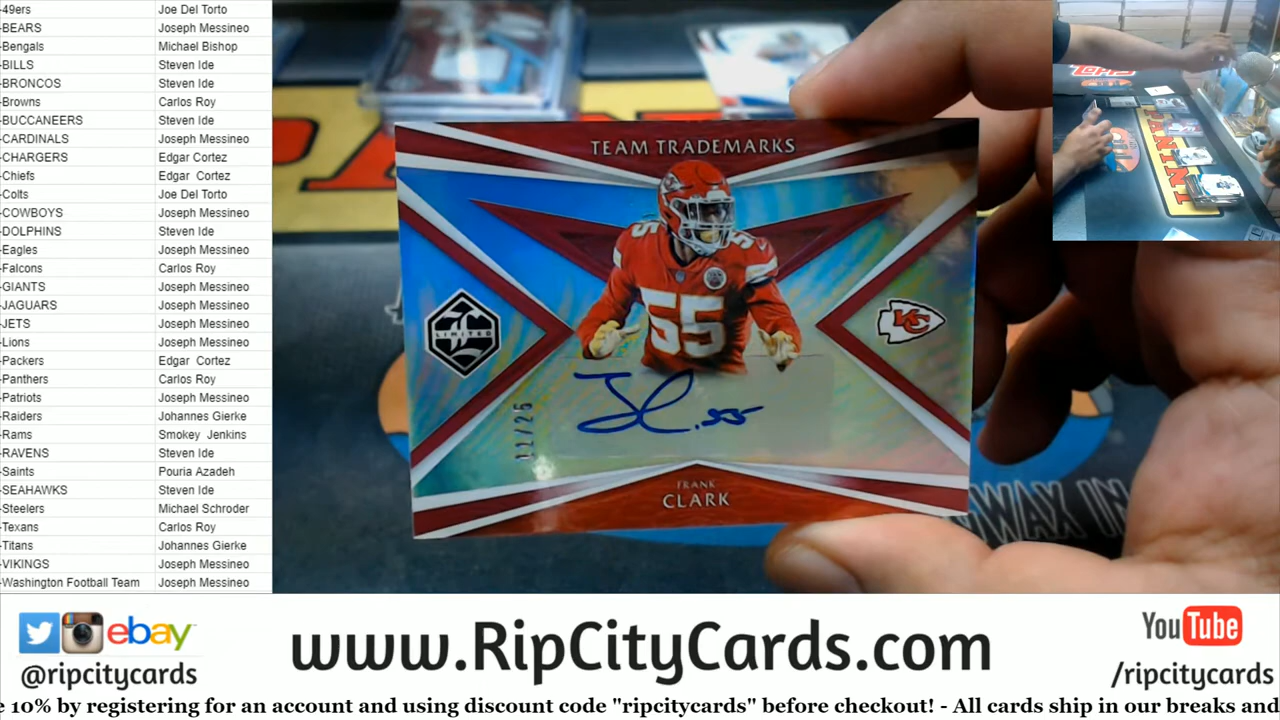 49ers Joe Del Torto
-BEARS Joseph Messineo
-Bengals Michael Bishop
-BILLS Steven Ide
-BRONCOS Steven Ide
-Browns Carlos Roy
-BUCCANEERS Steven Ide
-CARDINALS Joseph Messineo
-CHARGERS Edgar Cortez
-Chiefs Edgar Cortez
-Colts Joe Del Torto
-COWBOYS Joseph Messineo
-DOLPHINS Steven Ide
-Eagles Joseph Messineo
-Falcons Carlos Roy
-GIANTS Joseph Messineo
-JAGUARS Joseph Messineo
-JETS Joseph Messineo
-Lions Joseph Messineo
-Packers Edgar Cortez
-Panthers Carlos Roy
-Patriots Joseph Messineo
-Raiders Johannes Gierke
-Rams Smokey Jenkins
-RAVENS Steven Ide
-Saints Pouria Azadeh
-SEAHAWKS Steven Ide
-Steelers Michael Schroder
-Texans Carlos Roy
-Titans Johannes Gierke
-VIKINGS Joseph Messineo
-Washington Football Team Joseph Messineo
TEAM TRADEMARKS
55
55
LIMITED
KC
12/25
FRANK
CLARK
WAX IN
PANINI
ebay
@ripcitycards
www.RipCityCards.com
YouTube
/ripcitycards
e 10% by registering for an account and using discount code "ripcitycards" before checkout! - All cards ship in our breaks and